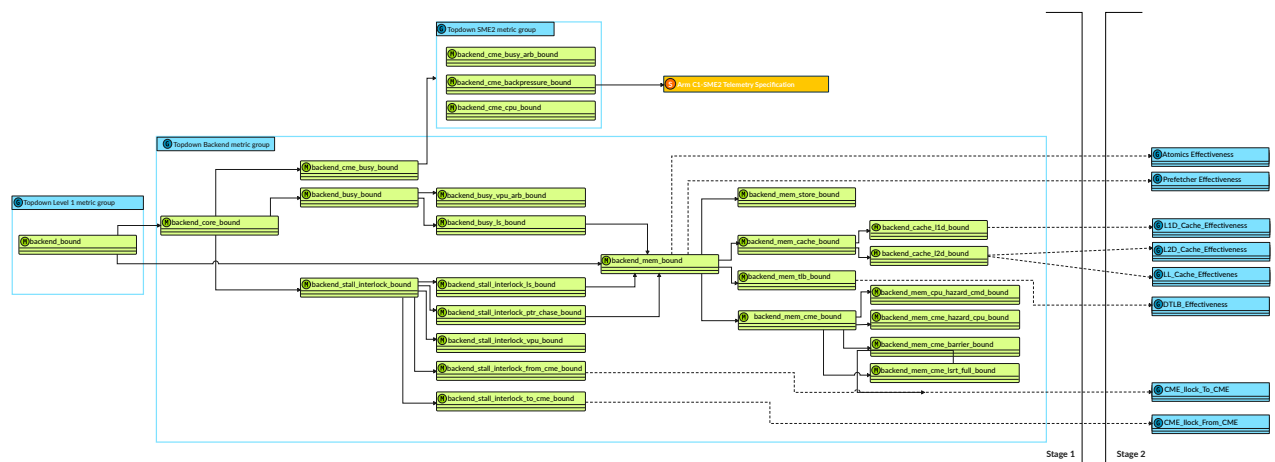 Topdown SME2 metric group
backend_cme_busy_arb_bound
backend_cme_backpressure_bound
Arm C1-SME2 Telemetry Specification
backend_cme_cpu_bound
Topdown Backend metric group
Atomics Effectiveness
backend_cme_busy_bound
Prefetcher Effectiveness
backend_busy_bound
backend_busy_vpu_arb_bound
backend_mem_store_bound
Topdown Level 1 metric group
backend_core_bound
backend_busy_ls_bound
backend_cache_l1d_bound
L1D_Cache_Effectiveness
backend_bound
backend_mem_cache_bound
backend_cache_l2d_bound
L2D_Cache_Effectiveness
backend_mem_bound
LL_Cache_Effectivenes
backend_mem_tlb_bound
backend_stall_interlock_bound
backend_stall_interlock_ls_bound
backend_mem_cpu_hazard_cmd_bound
DTLB_Effectiveness
backend_stall_interlock_ptr_chase_bound
backend_mem_cme_bound
backend_mem_cme_hazard_cpu_bound
backend_stall_interlock_vpu_bound
backend_mem_cme_barrier_bound
backend_stall_interlock_from_cme_bound
backend_mem_cme_lsrt_full_bound
CME_Ilock_To_CME
backend_stall_interlock_to_cme_bound
CME_Ilock_From_CME
Stage 1
Stage 2